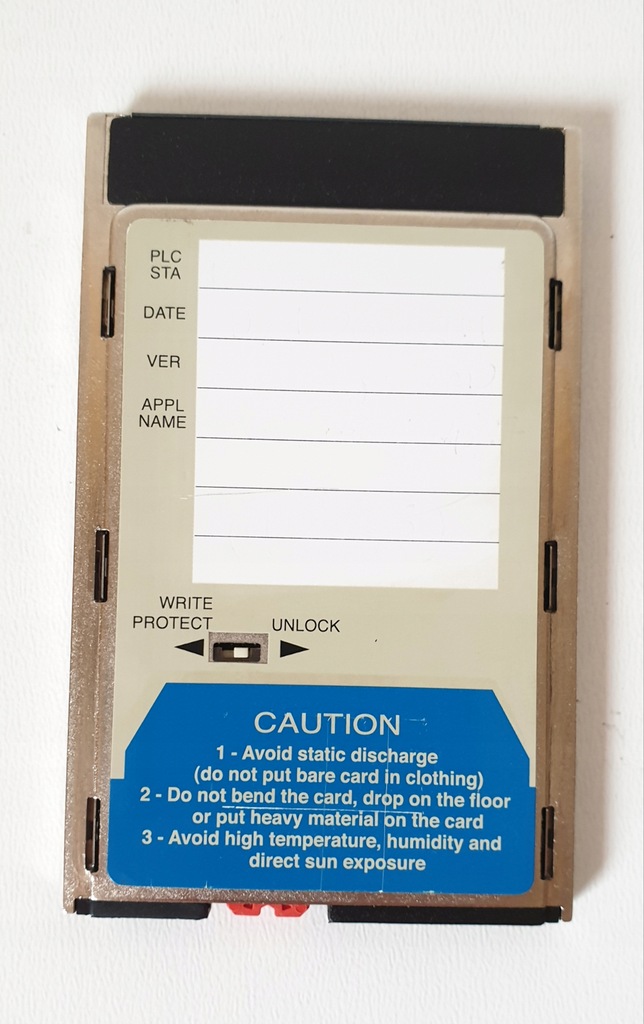 PLC
STA
DATE
VER
APPL
NAME
WRITE
PROTECT
UNLOCK
CAUTION
1 - Avoid static discharge
(do not put bare card in clothing)
2 - Do not bend the card, drop on the floor
or put heavy material on the card
3 - Avoid high temperature, humidity and
direct sun exposure